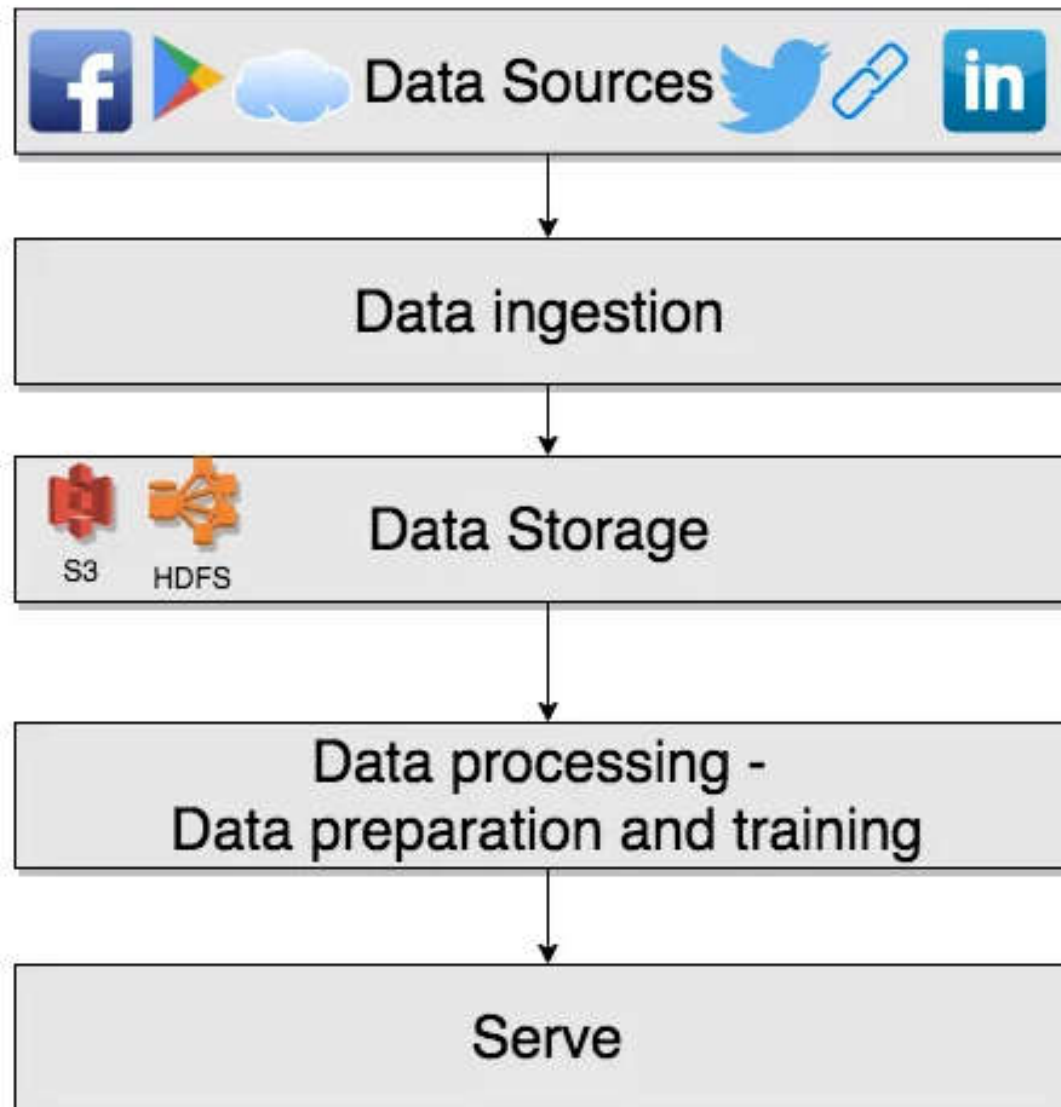 Data Sources
Data ingestion
Data Storage
S3
HDFS
Data processing -
Data preparation and training
Serve